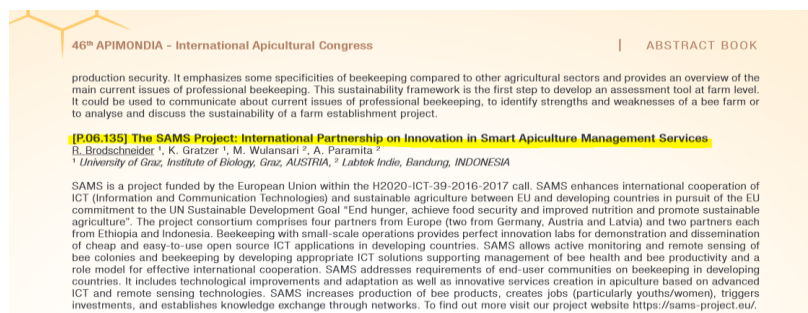 46th APIMONDIA - International Apicultural Congress | ABSTRACT BOOK
production security. It emphasizes some specificities of beekeeping compared to other agricultural sectors and provides an overview of the
main current issues of professional beekeeping. This sustainability framework is the first step to develop an assessment tool at farm level.
It could be used to communicate about current issues of professional beekeeping, to identify strengths and weaknesses of a bee farm or
to analyse and discuss the sustainability of a farm establishment project.
[P.06.135] The SAMS Project: International Partnership on Innovation in Smart Apiculture Management Services
R. Brodschneider ¹, K. Gratzer ¹, M. Wulansari ², A. Paramita ²
¹ University of Graz, Institute of Biology, Graz, AUSTRIA, ² Labtek Indie, Bandung, INDONESIA
SAMS is a project funded by the European Union within the H2020-ICT-39-2016-2017 call. SAMS enhances international cooperation of
ICT (Information and Communication Technologies) and sustainable agriculture between EU and developing countries in pursuit of the EU
commitment to the UN Sustainable Development Goal "End hunger, achieve food security and improved nutrition and promote sustainable
agriculture". The project consortium comprises four partners from Europe (two from Germany, Austria and Latvia) and two partners each
from Ethiopia and Indonesia. Beekeeping with small-scale operations provides perfect innovation labs for demonstration and dissemination
of cheap and easy-to-use open source ICT applications in developing countries. SAMS allows active monitoring and remote sensing of
bee colonies and beekeeping by developing appropriate ICT solutions supporting management of bee health and bee productivity and a
role model for effective international cooperation. SAMS addresses requirements of end-user communities on beekeeping in developing
countries. It includes technological improvements and adaptation as well as innovative services creation in apiculture based on advanced
ICT and remote sensing technologies. SAMS increases production of bee products, creates jobs (particularly youths/women), triggers
investments, and establishes knowledge exchange through networks. To find out more visit our project website https://sams-project.eu/.